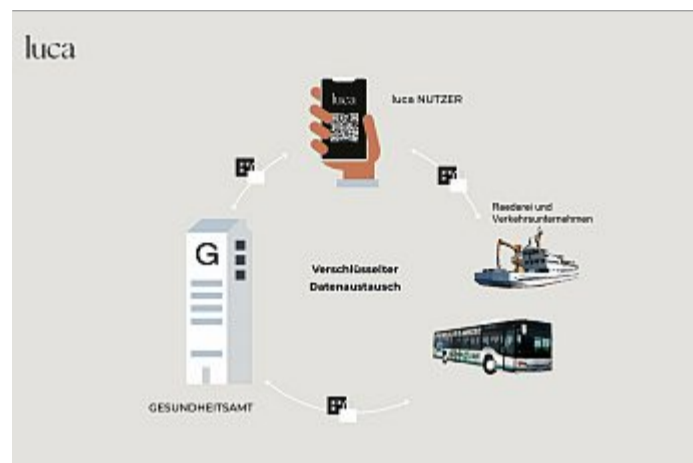 luca
luca
luca NUTZER
Reederei und
Verkehrsunternehmen
G
Verschlüsselter
Datenaustausch
GESUNDHEITSAMT